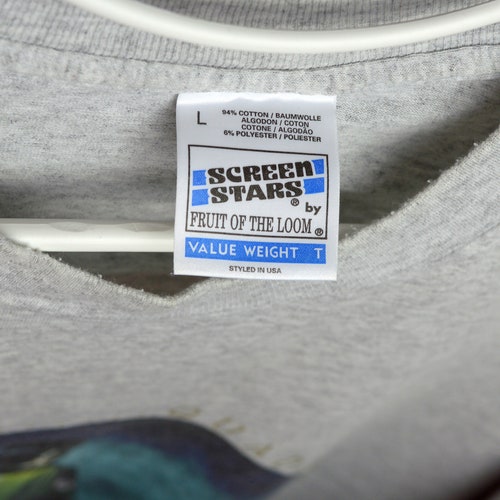 L
94% COTTON / BAUMWOLLE
ALGODON / COTON
COTONE / ALGODÃO
6% POLYESTER / POLIESTER
SCREEN
STARS®
by
FRUIT OF THE LOOM®
VALUE WEIGHT T
STYLED IN USA